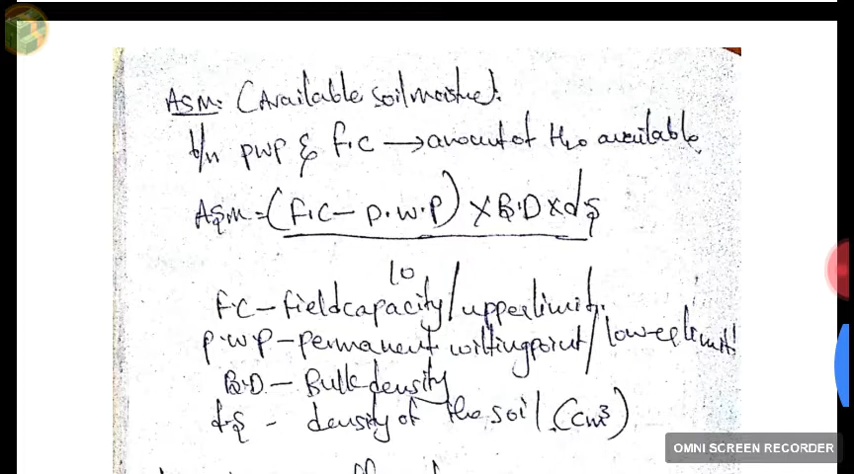 ASM: (Available soil moisture).
b/n pwp & f.c → amount of H2o available
ASM = (F.C – P.W.P) × B.D × ds
10
F.C – field capacity / upper limit.
P.W.P – permanent wilting point / lower limit!
B.D – Bulk density
ds – density of the soil (cm³)
OMNI SCREEN RECORDER